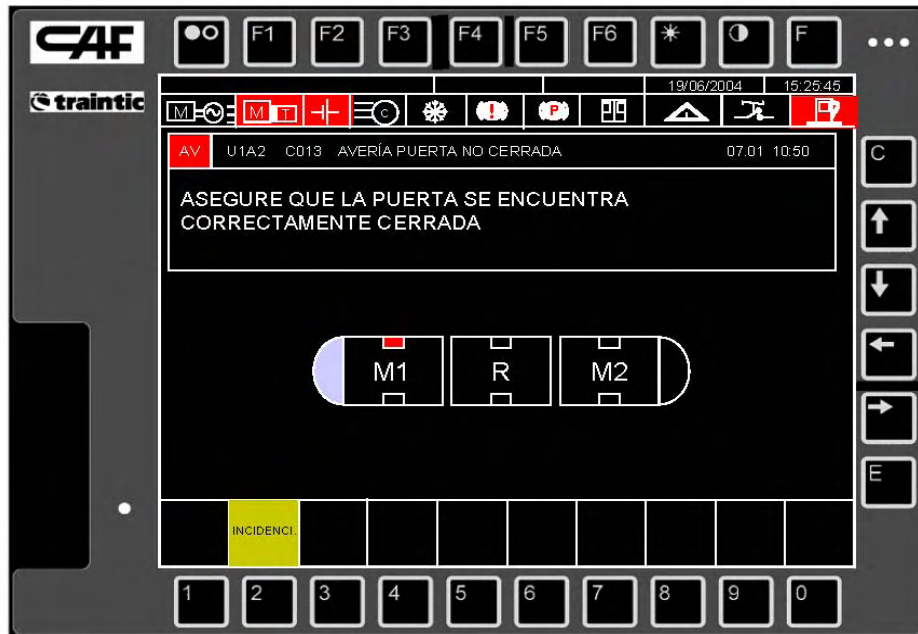 CAF
F1 F2 F3 F4 F5 F6 F
traintic
19/06/2004 15:25:45
M M T C ! P
AV U1A2 C013 AVERÍA PUERTA NO CERRADA 07.01 10:50
C
ASEGURE QUE LA PUERTA SE ENCUENTRA
CORRECTAMENTE CERRADA
M1 R M2
E
INCIDENCI.
1 2 3 4 5 6 7 8 9 0